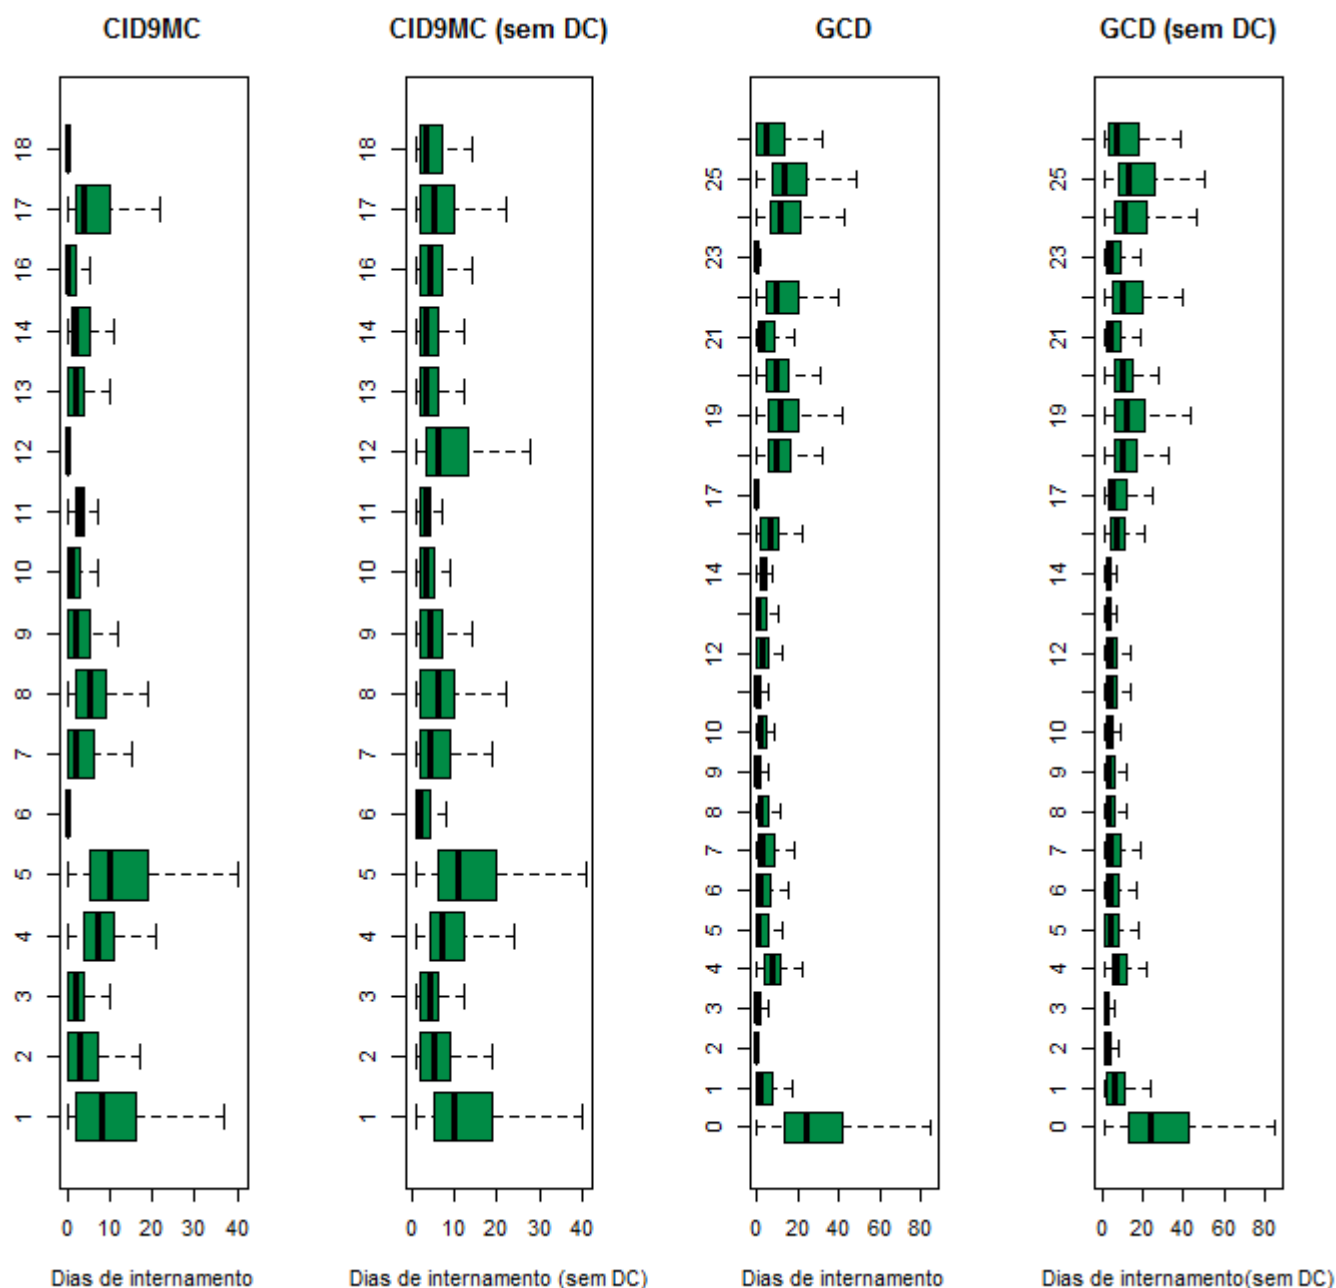 CID9MC CID9MC (sem DC) GCD GCD (sem DC)
18 18 25 25
17 17 23 23
16 16 21 21
14 14 19 19
13 13 17 17
12 12 14 14
11 11 12 12
10 10 10 10
9 9 9 9
8 8 8 8
7 7 7 7
6 6 6 6
5 5 5 5
4 4 4 4
3 3 3 3
2 2 2 2
1 1 1 1
0 0
0 10 20 30 40 0 10 20 30 40 0 20 40 60 80 0 20 40 60 80
Dias de internamento Dias de internamento (sem DC) Dias de internamento Dias de internamento(sem DC)